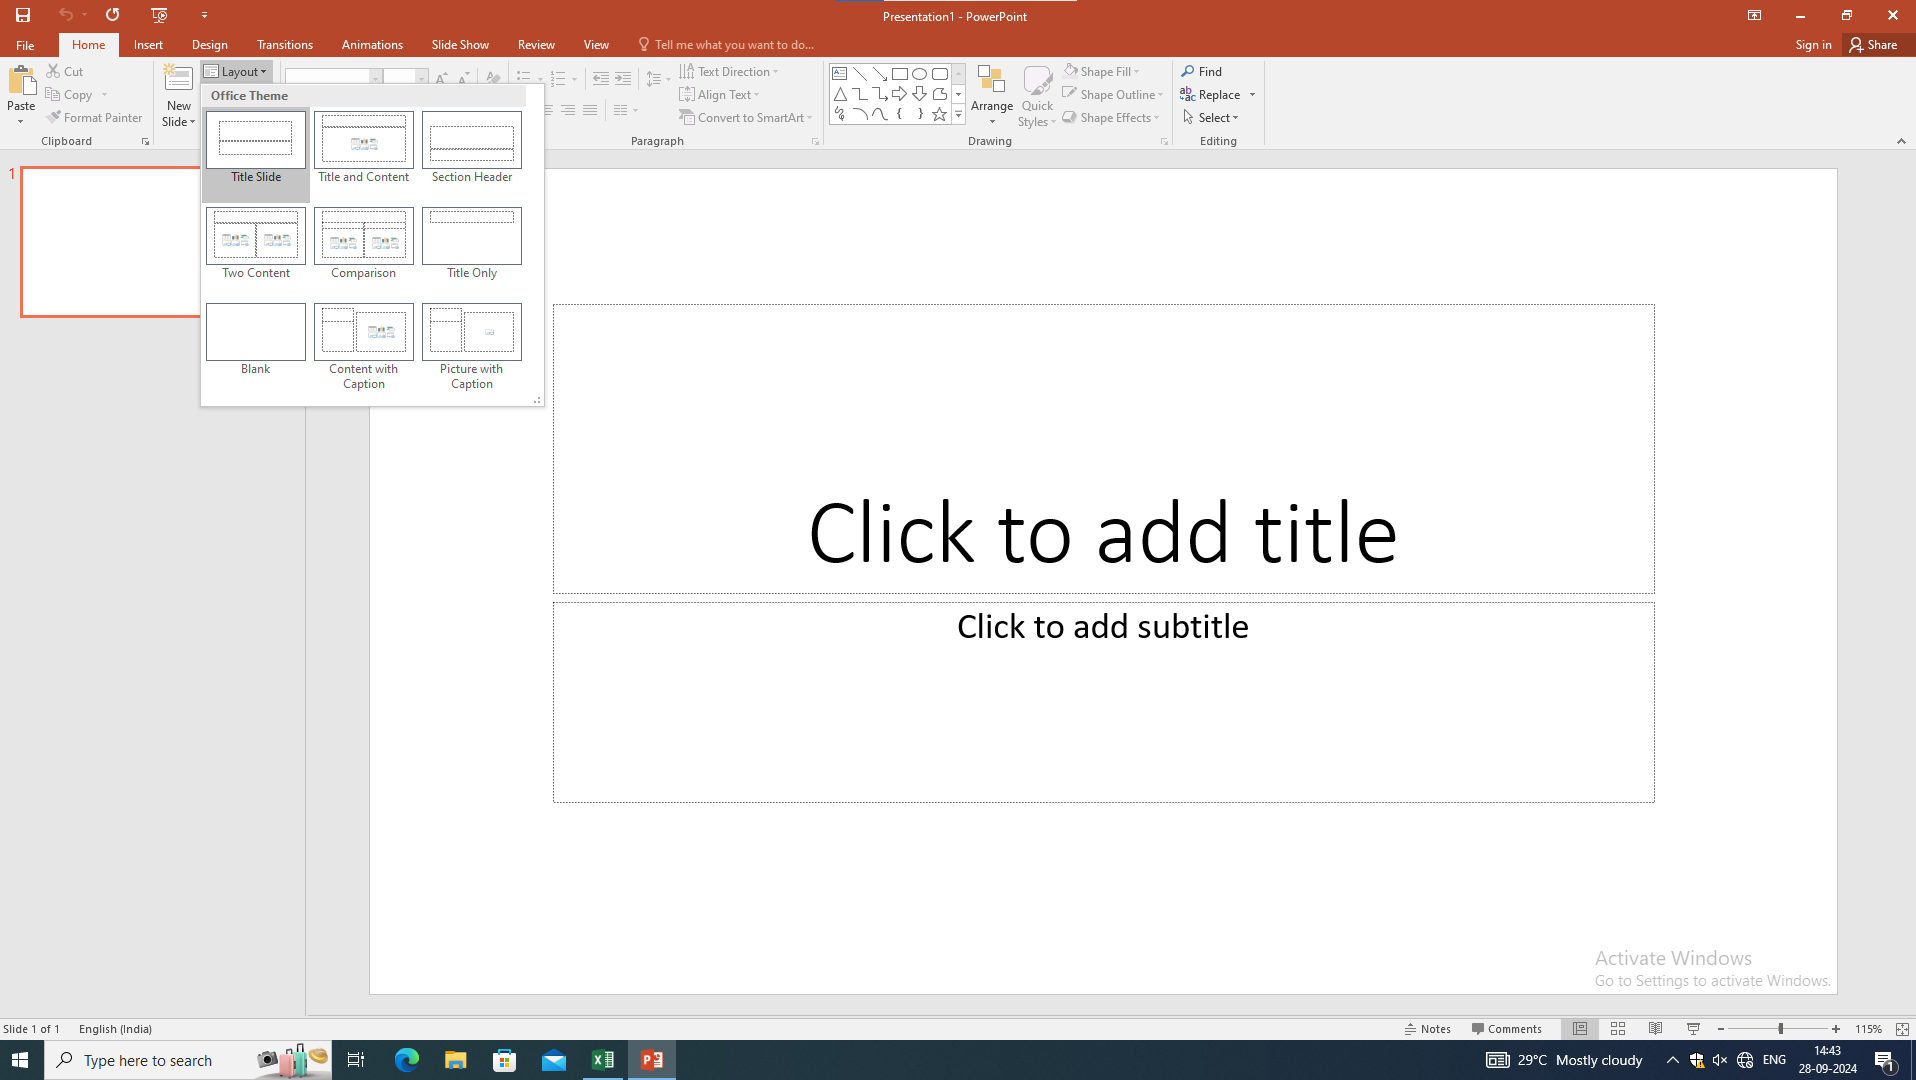 Presentation1 - PowerPoint
File
Home
Insert
Design
Transitions
Animations
Slide Show
Review
View
Tell me what you want to do...
Sign in
Share
Paste
Cut
Copy
Format Painter
Clipboard
New
Slide
Layout
Text Direction
Align Text
Convert to SmartArt
Paragraph
Arrange
Quick
Styles
Shape Fill
Shape Outline
Shape Effects
Drawing
Find
Replace
Select
Editing
Office Theme
Title Slide
Title and Content
Section Header
Two Content
Comparison
Title Only
Blank
Content with
Caption
Picture with
Caption
1
Click to add title
Click to add subtitle
Activate Windows
Go to Settings to activate Windows.
Slide 1 of 1
English (India)
Notes
Comments
115%
Type here to search
29°C Mostly cloudy
ENG
14:43
28-09-2024
1